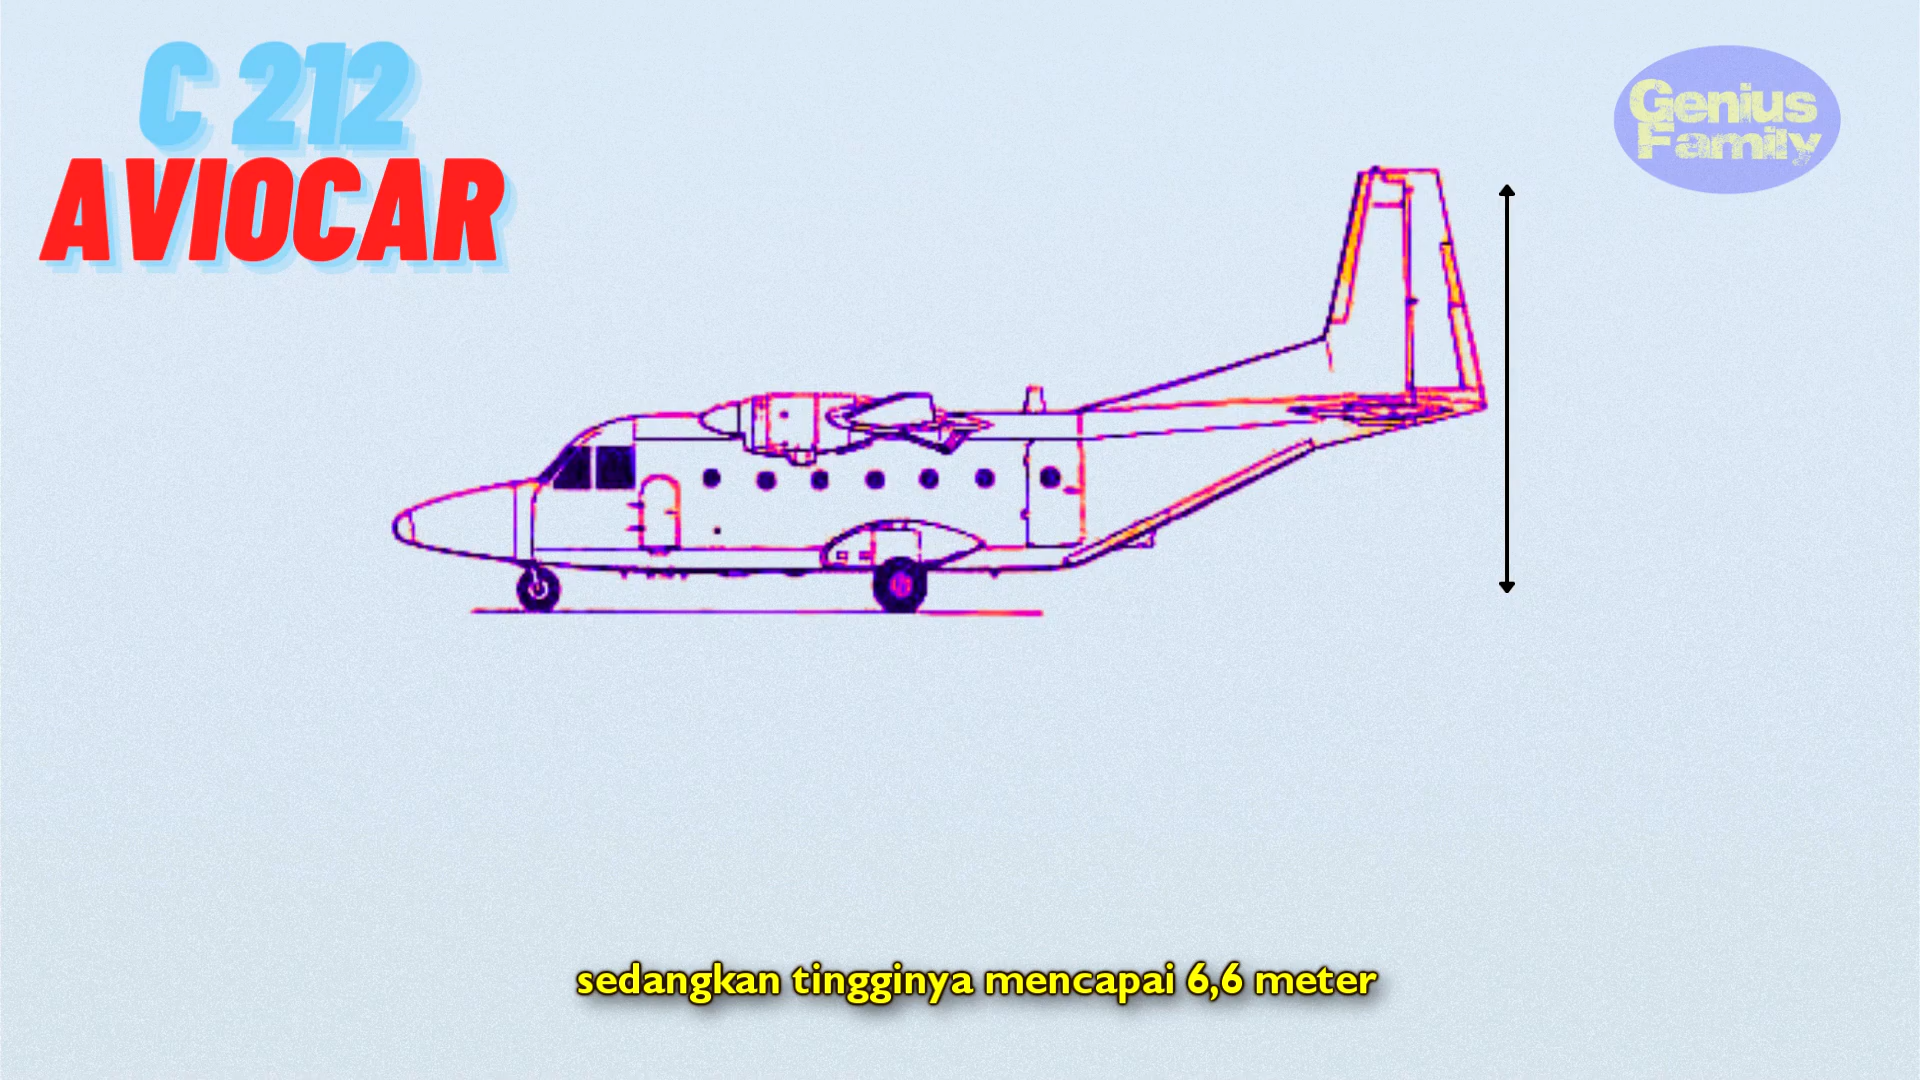 C 212
AVIOCAR
Genius
Family
sedangkan tingginya mencapai 6,6 meter